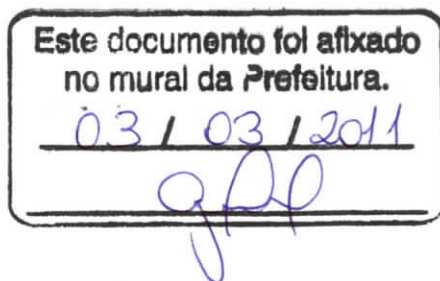 Este documento foi afixado
no mural da Prefeitura.
03 / 03 / 2011